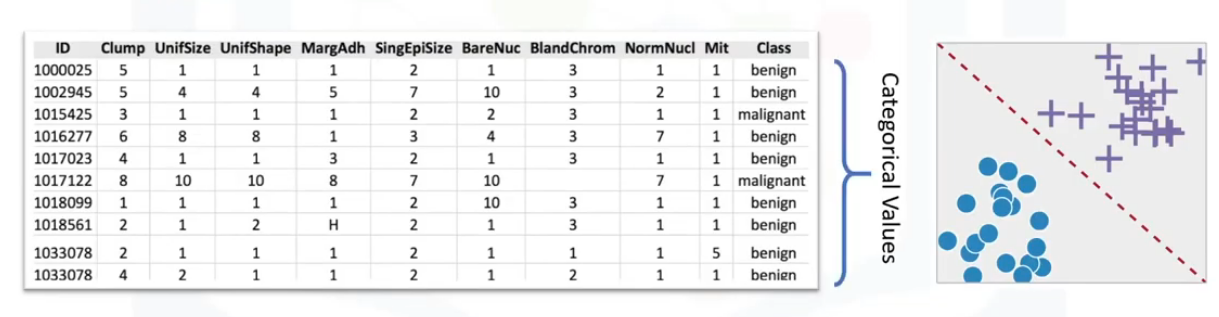 ID Clump UnifSize UnifShape MargAdh SingEpiSize BareNuc BlandChrom NormNucl Mit Class
1000025 5 1 1 1 2 1 3 1 1 benign
1002945 5 4 4 5 7 10 3 2 1 benign
1015425 3 1 1 1 2 2 3 1 1 malignant
1016277 6 8 8 1 3 4 3 7 1 benign
1017023 4 1 1 3 2 1 3 1 1 benign
1017122 8 10 10 8 7 10 7 1 malignant
1018099 1 1 1 1 2 10 3 1 1 benign
1018561 2 1 2 H 2 1 3 1 1 benign
1033078 2 1 1 1 2 1 1 1 5 benign
1033078 4 2 1 1 2 1 2 1 1 benign
Categorical Values